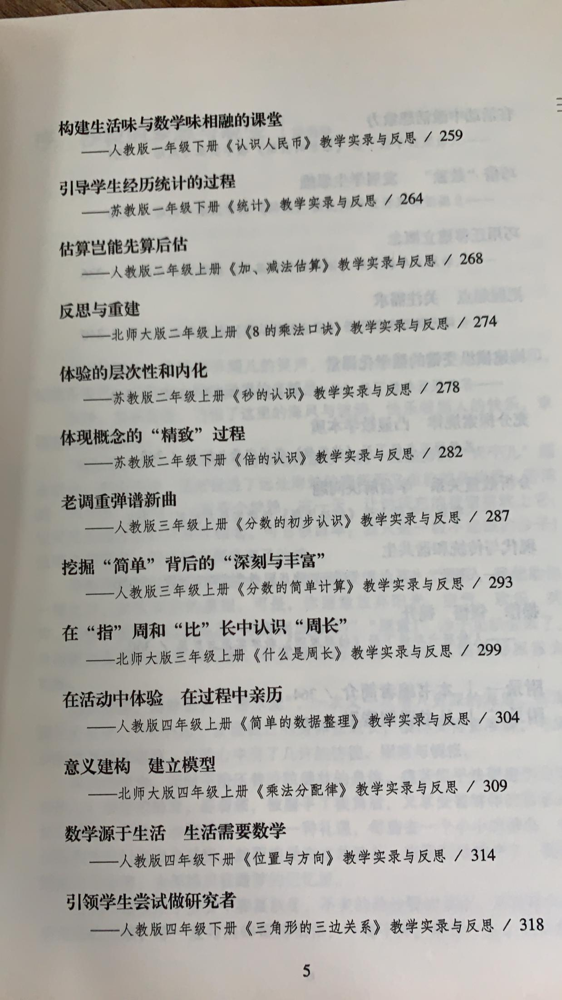 构建生活味与数学味相融的课堂
——人教版一年级下册《认识人民币》教学实录与反思 / 259
引导学生经历统计的过程
——苏教版一年级下册《统计》教学实录与反思 / 264
估算岂能先算后估
——人教版二年级上册《加、减法估算》教学实录与反思 / 268
反思与重建
——北师大版二年级上册《8的乘法口诀》教学实录与反思 / 274
体验的层次性和内化
——苏教版二年级上册《秒的认识》教学实录与反思 / 278
体现概念的“精致”过程
——苏教版二年级下册《倍的认识》教学实录与反思 / 282
老调重弹谱新曲
——人教版三年级上册《分数的初步认识》教学实录与反思 / 287
挖掘“简单”背后的“深刻与丰富”
——人教版三年级上册《分数的简单计算》教学实录与反思 / 293
在“指”周和“比”长中认识“周长”
——北师大版三年级上册《什么是周长》教学实录与反思 / 299
在活动中体验　在过程中亲历
——人教版四年级上册《简单的数据整理》教学实录与反思 / 304
意义建构　建立模型
——北师大版四年级上册《乘法分配律》教学实录与反思 / 309
数学源于生活　生活需要数学
——人教版四年级下册《位置与方向》教学实录与反思 / 314
引领学生尝试做研究者
——人教版四年级下册《三角形的三边关系》教学实录与反思 / 318
5